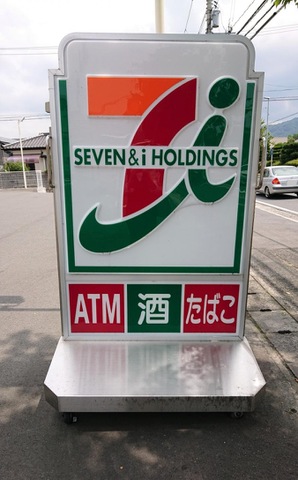 SEVEN & i HOLDINGS
ATM 酒 たばこ